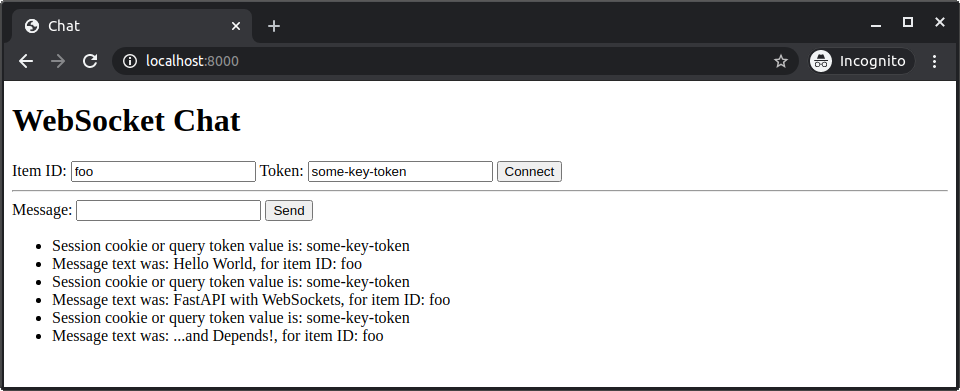 Chat
localhost:8000
Incognito
WebSocket Chat
Item ID: foo Token: some-key-token Connect
Message: Send
Session cookie or query token value is: some-key-token
Message text was: Hello World, for item ID: foo
Session cookie or query token value is: some-key-token
Message text was: FastAPI with WebSockets, for item ID: foo
Session cookie or query token value is: some-key-token
Message text was: ...and Depends!, for item ID: foo